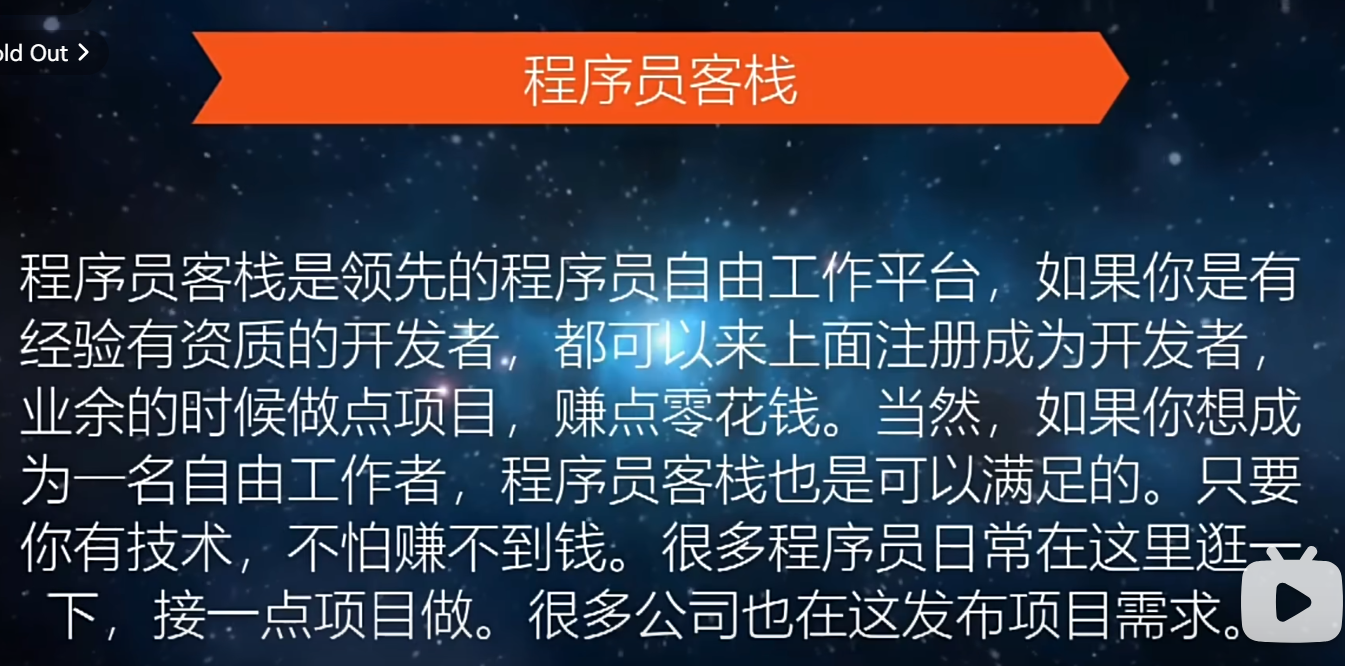 old Out >
程序员客栈
程序员客栈是领先的程序员自由工作平台，如果你是有
经验有资质的开发者，都可以来上面注册成为开发者，
业余的时候做点项目，赚点零花钱。当然，如果你想成
为一名自由工作者，程序员客栈也是可以满足的。只要
你有技术，不怕赚不到钱。很多程序员日常在这里逛一
下，接一点项目做。很多公司也在这发布项目需求。